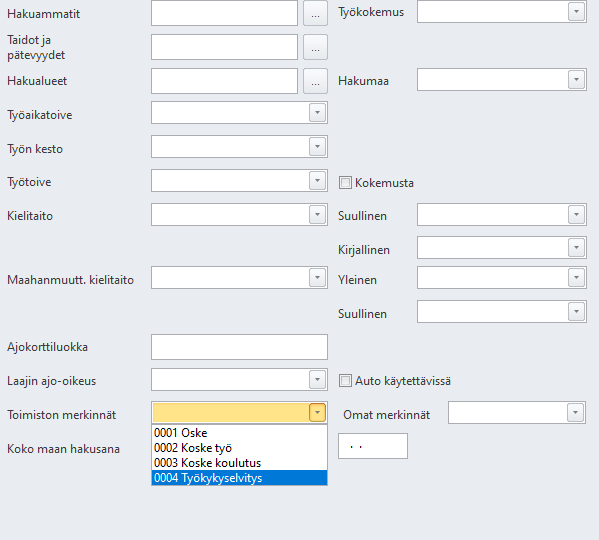 Hakuammatit ... Työkokemus
Taidot ja
pätevyydet ...
Hakualueet ... Hakumaa
Työaikatoive
Työn kesto
Työtoive Kokemusta
Kielitaito Suullinen
Kirjallinen
Maahanmuutt. kielitaito Yleinen
Suullinen
Ajokorttiluokka
Laajin ajo-oikeus Auto käytettävissä
Toimiston merkinnät Omat merkinnät
0001 Oske
Koko maan hakusana 0002 Koske työ . .
0003 Koske koulutus
0004 Työkykyselvitys